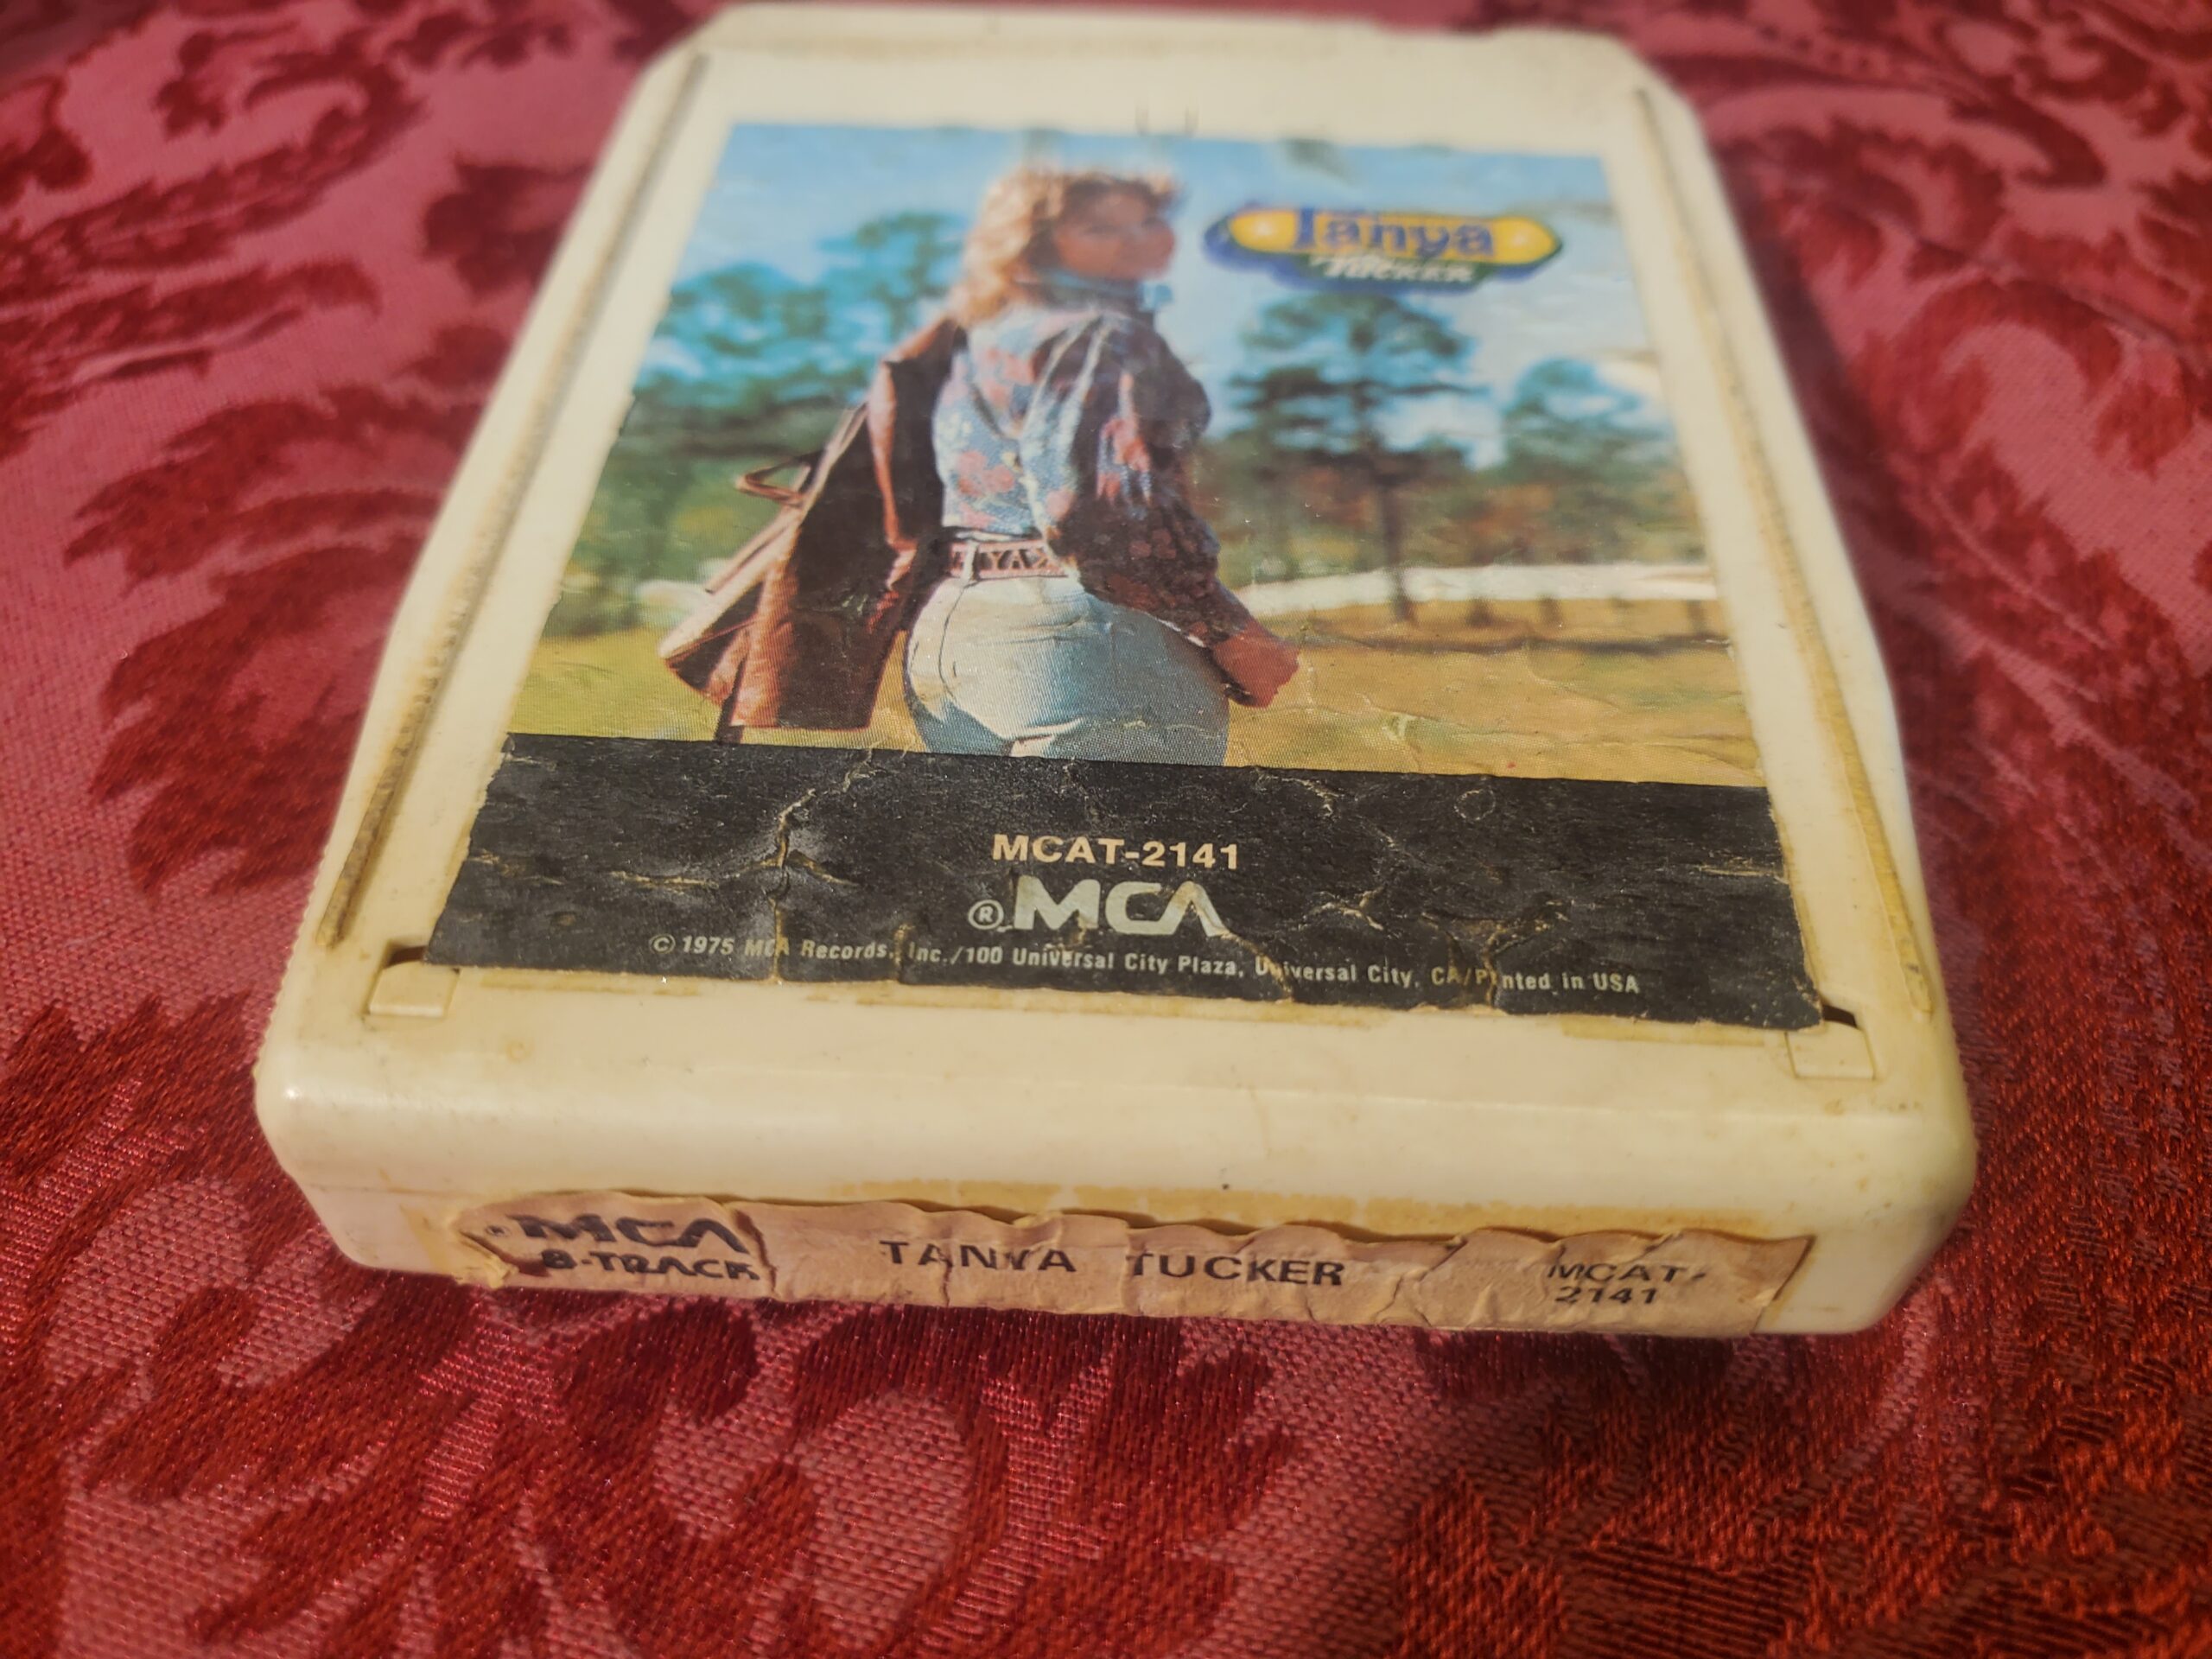 Tanya
TUCKER
MCAT-2141
® MCA
© 1975 MCA Records, Inc./100 Universal City Plaza, Universal City, CA/Printed in USA
MCA
8-TRACK
TANYA TUCKER
MCAT-
2141